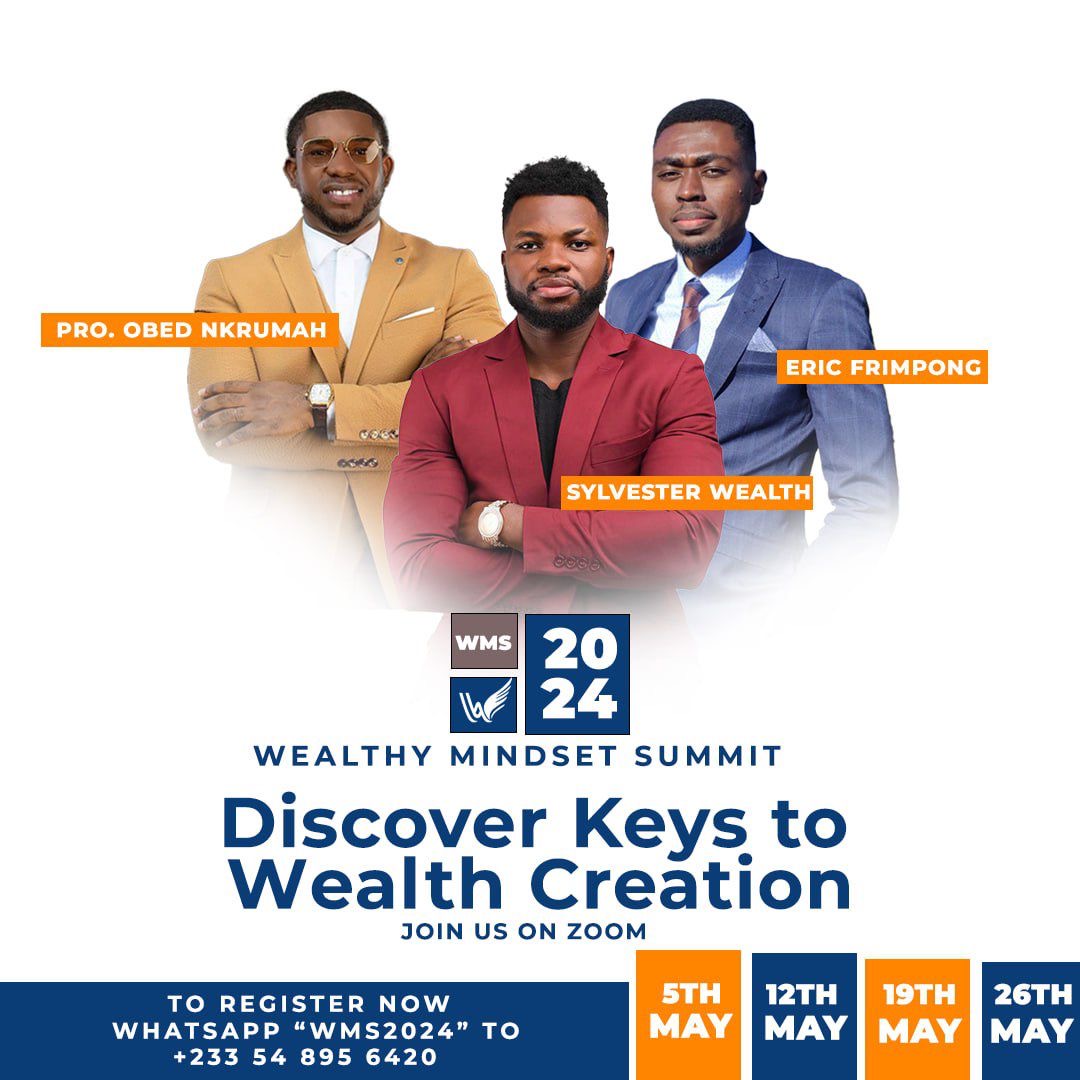 PRO. OBED NKRUMAH
ERIC FRIMPONG
SYLVESTER WEALTH
WMS
20
24
WEALTHY MINDSET SUMMIT
Discover Keys to
Wealth Creation
JOIN US ON ZOOM
TO REGISTER NOW
WHATSAPP “WMS2024” TO
+233 54 895 6420
5TH
MAY
12TH
MAY
19TH
MAY
26TH
MAY